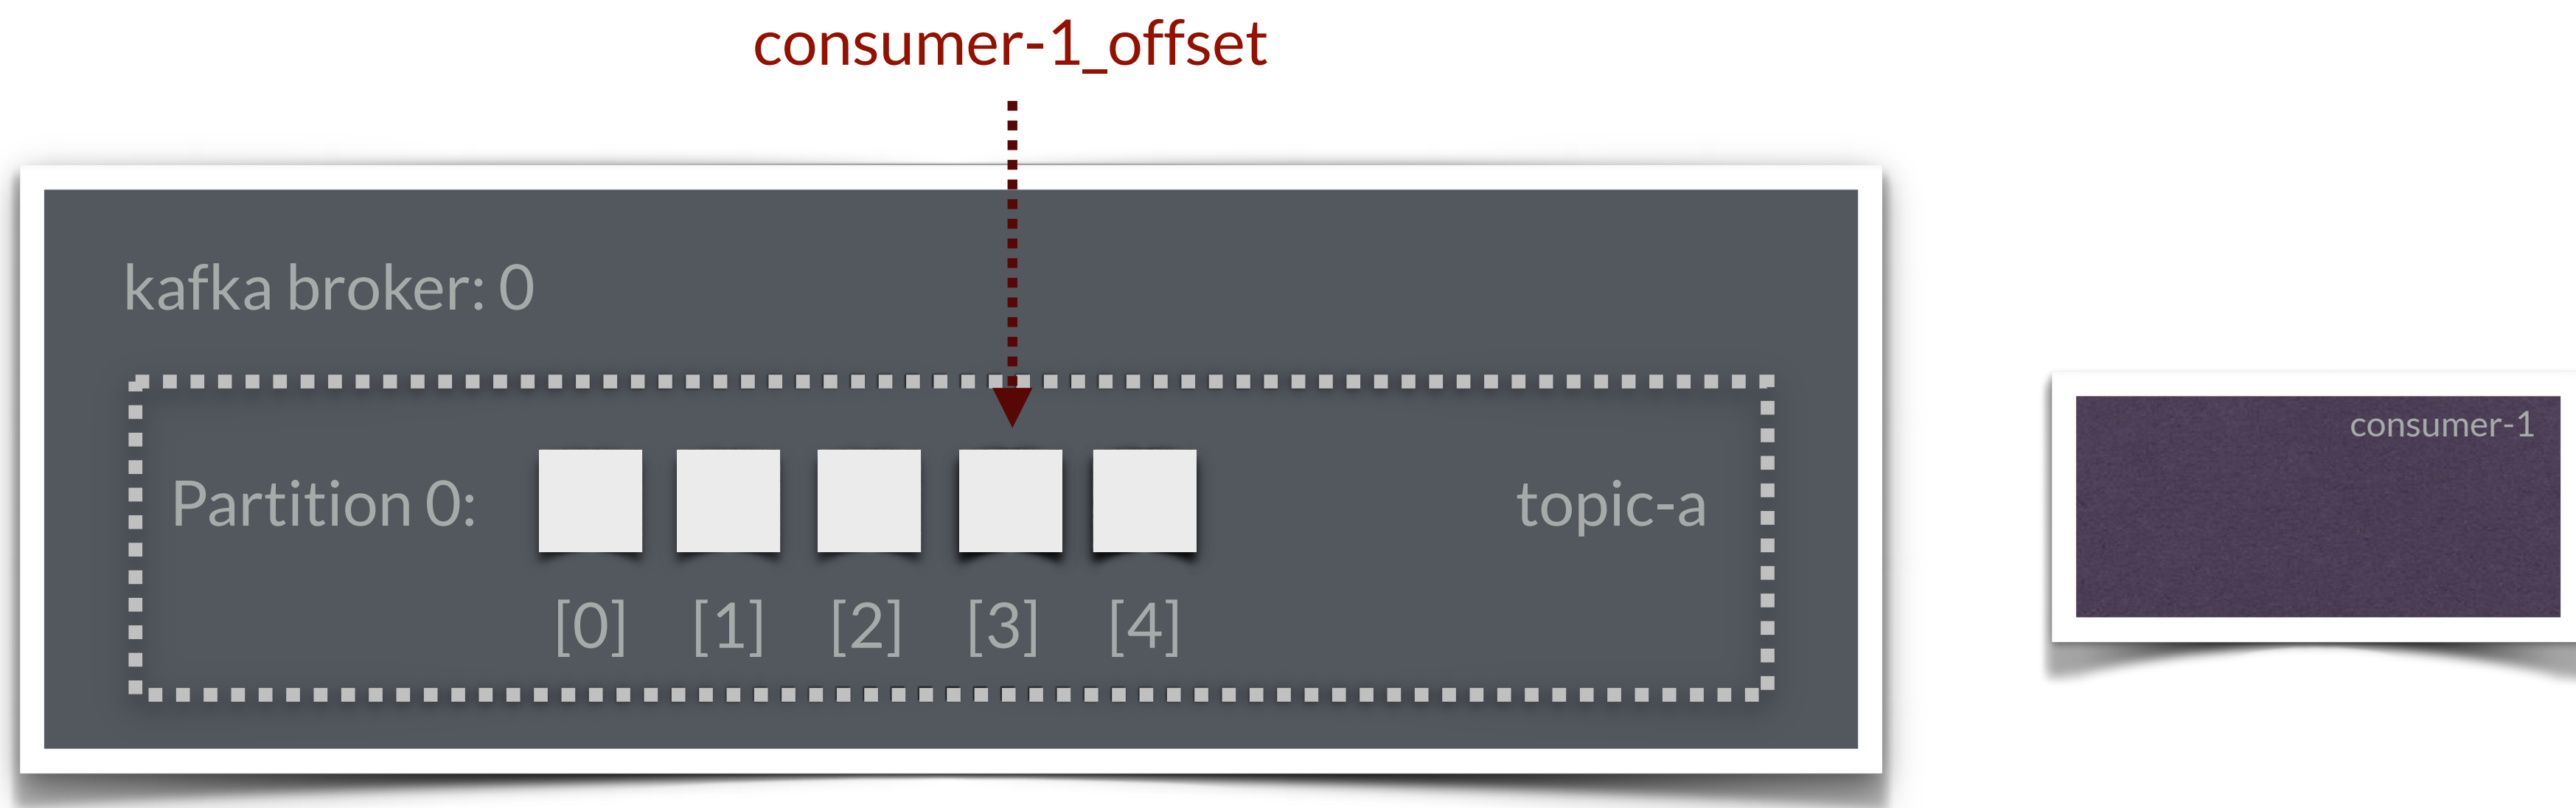 consumer-1_offset
kafka broker: 0
consumer-1
Partition 0:
topic-a
[0] [1] [2] [3] [4]